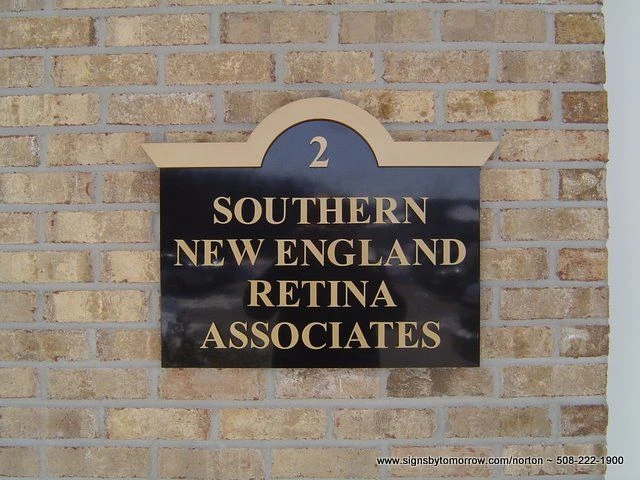 2
SOUTHERN
NEW ENGLAND
RETINA
ASSOCIATES
www.signsbytomorrow.com/norton ~ 508-222-1900